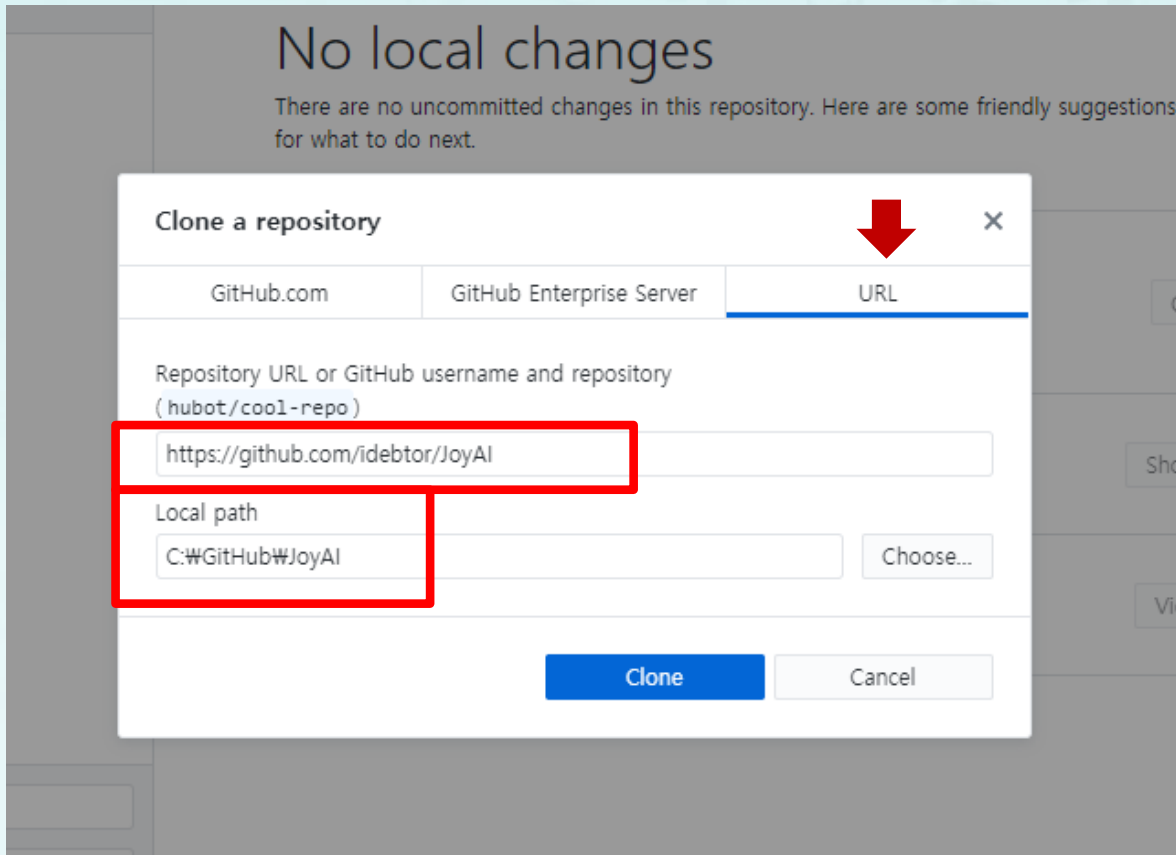 No local changes
There are no uncommitted changes in this repository. Here are some friendly suggestions
for what to do next.
Clone a repository
GitHub.com
GitHub Enterprise Server
URL
Repository URL or GitHub username and repository
(hubot/cool-repo)
https://github.com/idebtor/JoyAI
Local path
C:₩GitHub₩JoyAI
Choose...
Clone
Cancel